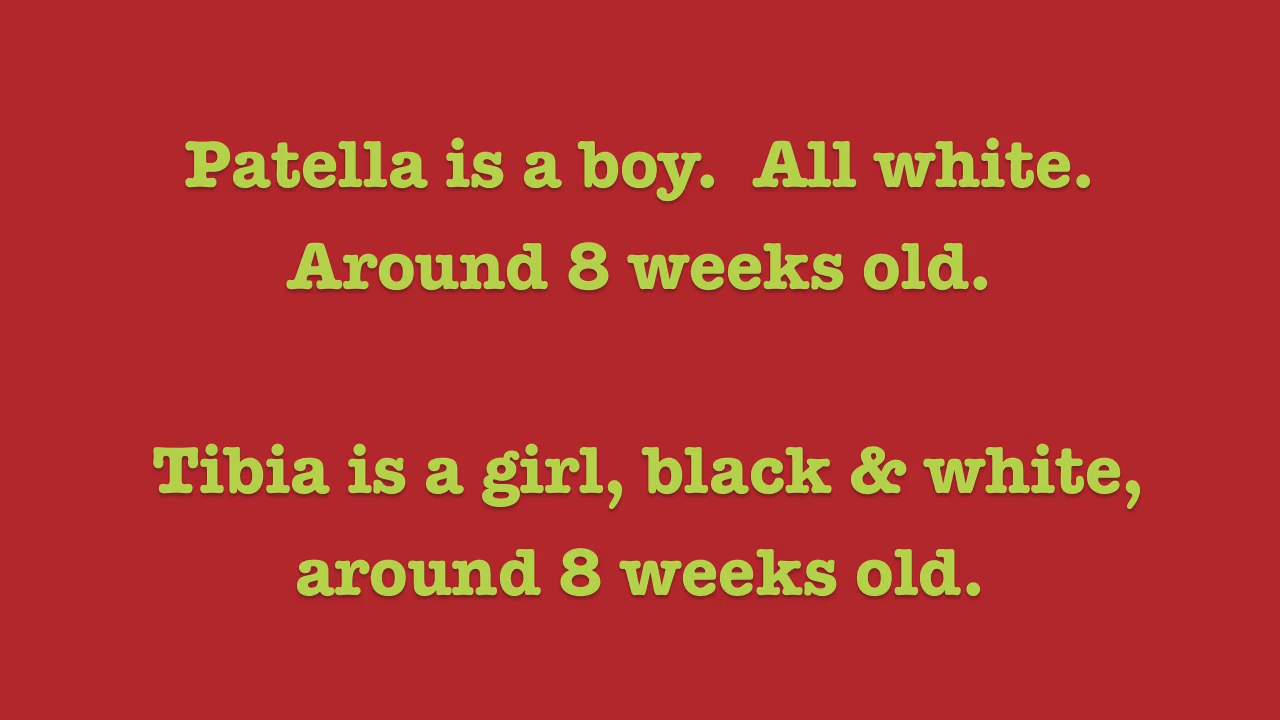 Patella is a boy.  All white.
Around 8 weeks old.
Tibia is a girl, black & white,
around 8 weeks old.